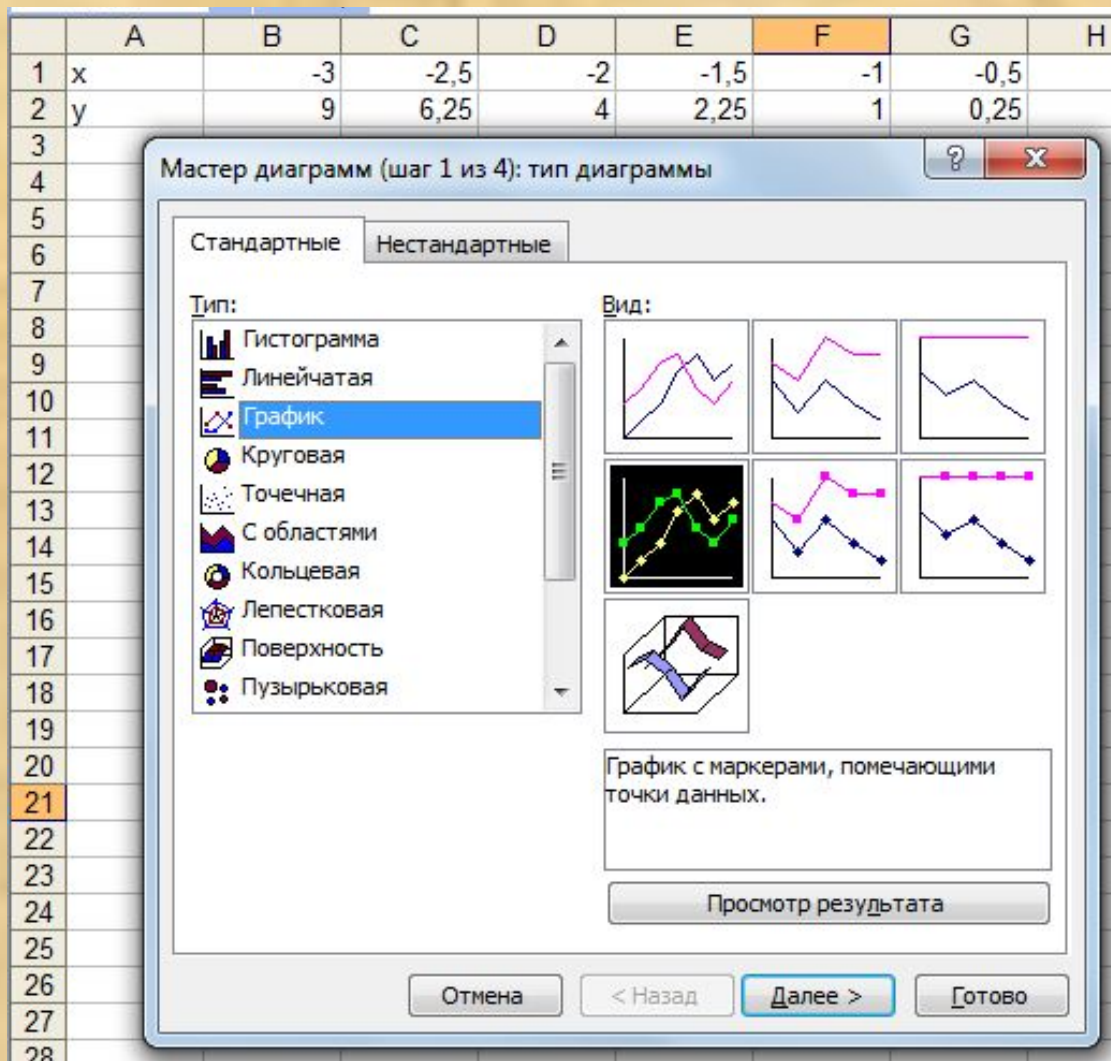 A B C D E F G H
1 x -3 -2,5 -2 -1,5 -1 -0,5
2 y 9 6,25 4 2,25 1 0,25
3
Мастер диаграмм (шаг 1 из 4): тип диаграммы
4
5
Стандартные Нестандартные
6
7
Тип: Вид:
8
Гистограмма
9
Линейчатая
10
График
11
Круговая
12
Точечная
13
С областями
14
Кольцевая
15
Лепестковая
16
Поверхность
17
Пузырьковая
18
19
20
График с маркерами, помечающими
21
точки данных.
22
23
24
Просмотр результата
25
26
Отмена < Назад Далее > Готово
27
28